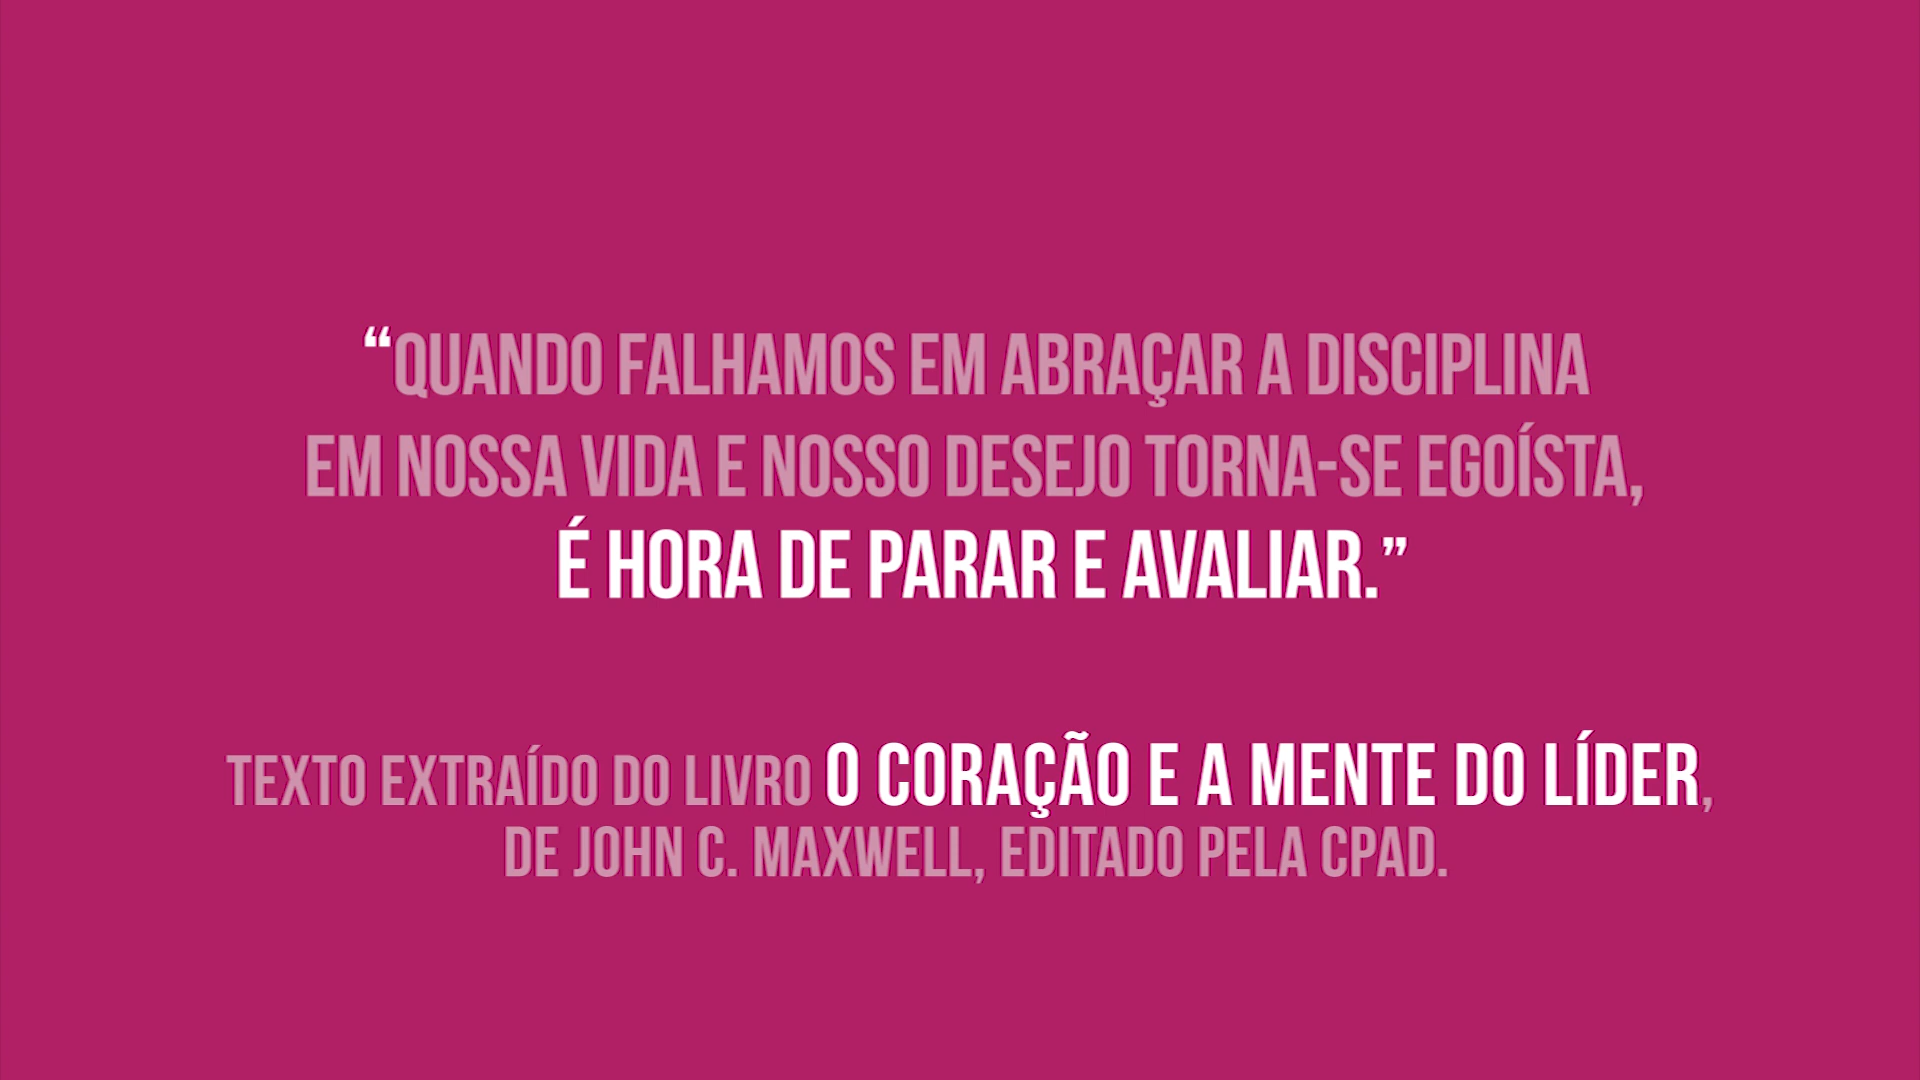 “QUANDO FALHAMOS EM ABRAÇAR A DISCIPLINA
EM NOSSA VIDA E NOSSO DESEJO TORNA-SE EGOÍSTA,
É HORA DE PARAR E AVALIAR.”
TEXTO EXTRAÍDO DO LIVRO O CORAÇÃO E A MENTE DO LÍDER,
DE JOHN C. MAXWELL, EDITADO PELA CPAD.